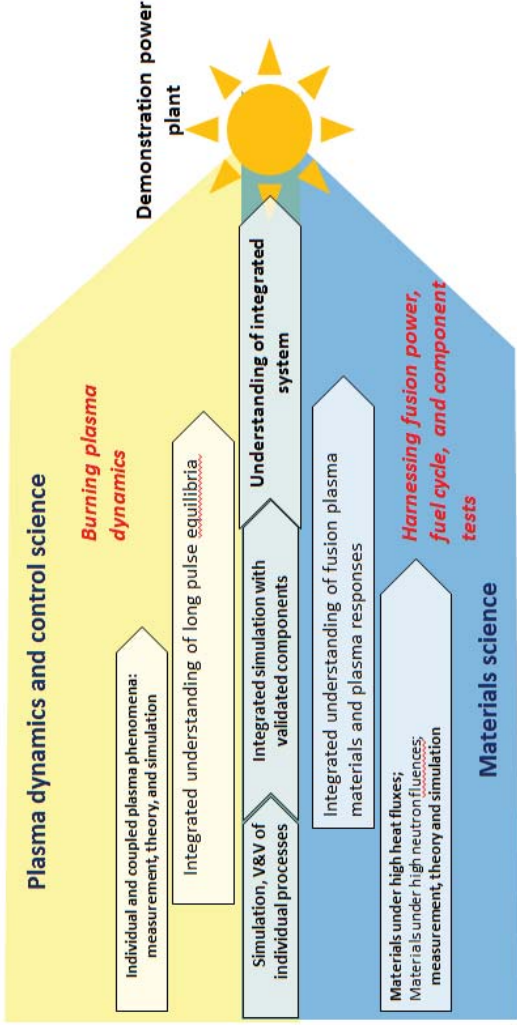 Plasma dynamics and control science
Burning plasma
dynamics
Demonstration power
plant
Individual and coupled plasma phenomena:
measurement, theory, and simulation
Integrated understanding of long pulse equilibria
Simulation, V&V of
individual processes
Integrated simulation with
validated components
Understanding of integrated
system
Integrated understanding of fusion plasma
materials and plasma responses
Materials under high heat fluxes;
Materials under high neutron fluences;
measurement, theory and simulation
Harnessing fusion power,
fuel cycle, and component
tests
Materials science